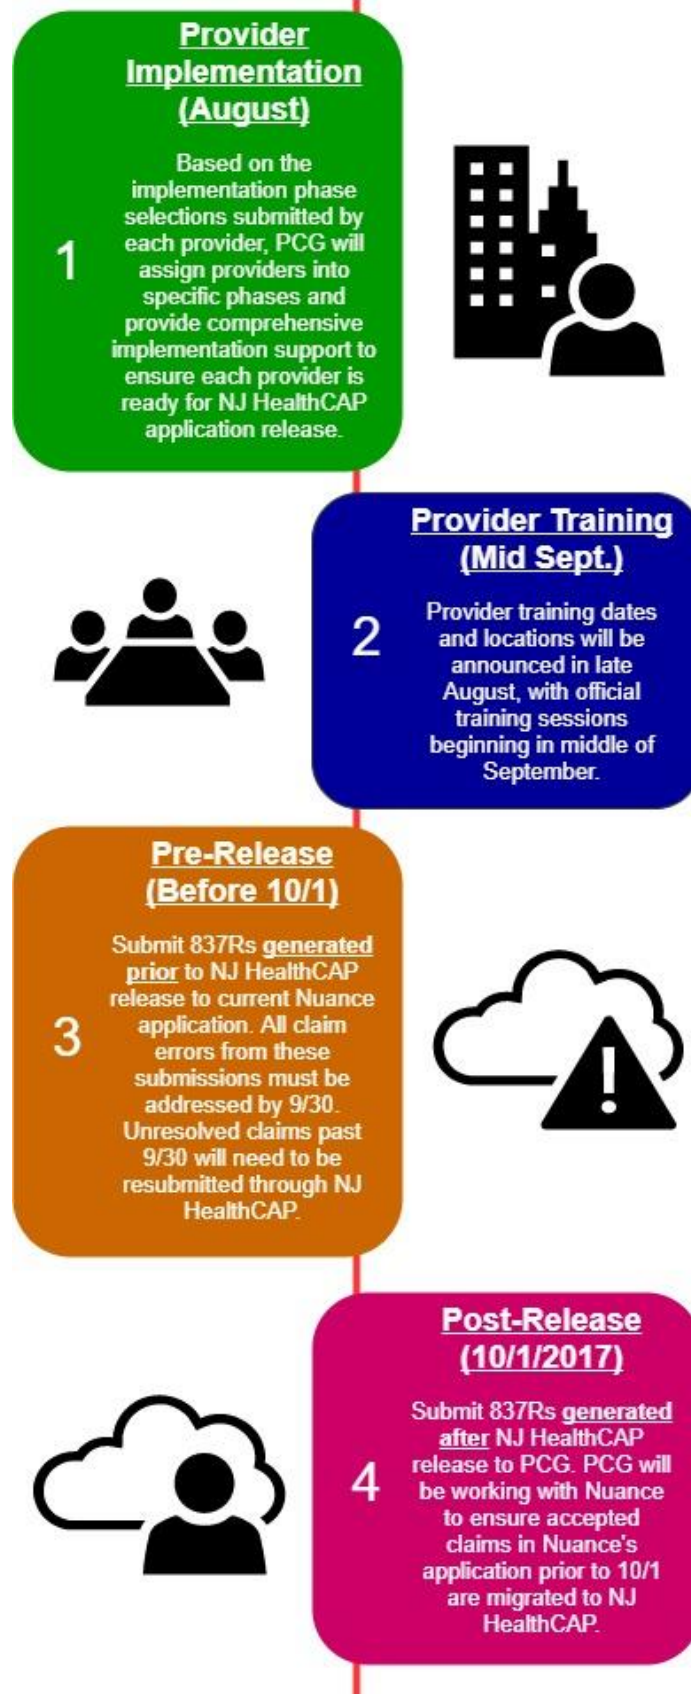 Provider
Implementation
(August)
Based on the
implementation phase
selections submitted by
each provider, PCG will
assign providers into
specific phases and
provide comprehensive
implementation support to
ensure each provider is
ready for NJ HealthCAP
application release.
1
Provider Training
(Mid Sept.)
Provider training dates
and locations will be
announced in late
August, with official
training sessions
beginning in middle of
September.
2
Pre-Release
(Before 10/1)
Submit 837Rs generated
prior to NJ HealthCAP
release to current Nuance
application. All claim
errors from these
submissions must be
addressed by 9/30.
Unresolved claims past
9/30 will need to be
resubmitted through NJ
HealthCAP.
3
Post-Release
(10/1/2017)
Submit 837Rs generated
after NJ HealthCAP
release to PCG. PCG will
be working with Nuance
to ensure accepted
claims in Nuance's
application prior to 10/1
are migrated to NJ
HealthCAP.
4